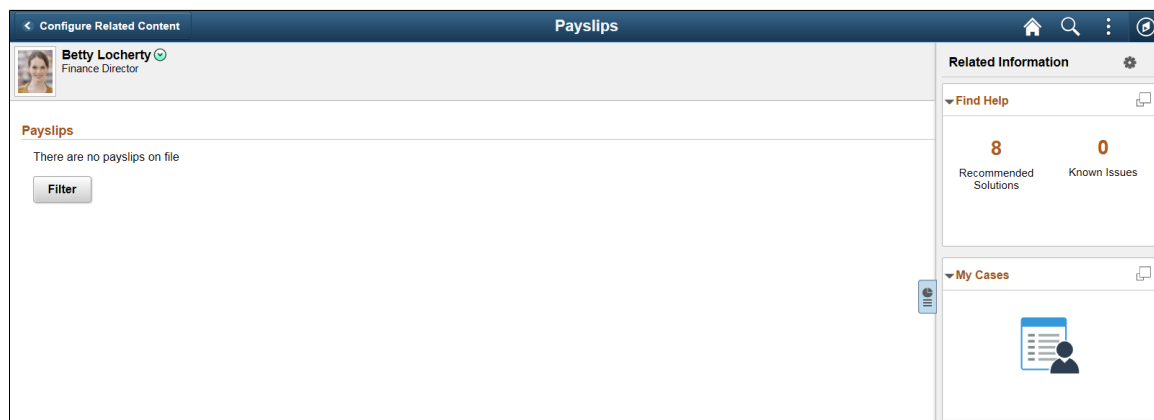 Configure Related Content
Payslips
Betty Locherty
Finance Director
Related Information
Find Help
Payslips
There are no payslips on file
Filter
8
0
Recommended
Solutions
Known Issues
My Cases